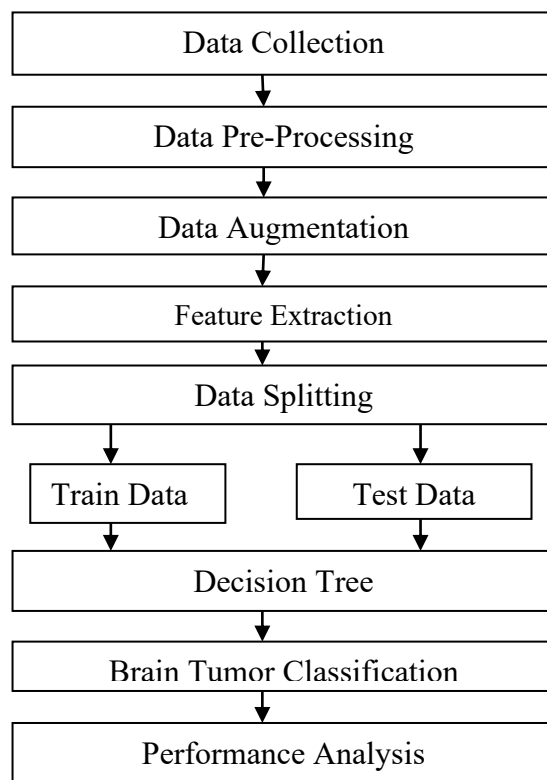 Data Collection
Data Pre-Processing
Data Augmentation
Feature Extraction
Data Splitting
Train Data
Test Data
Decision Tree
Brain Tumor Classification
Performance Analysis